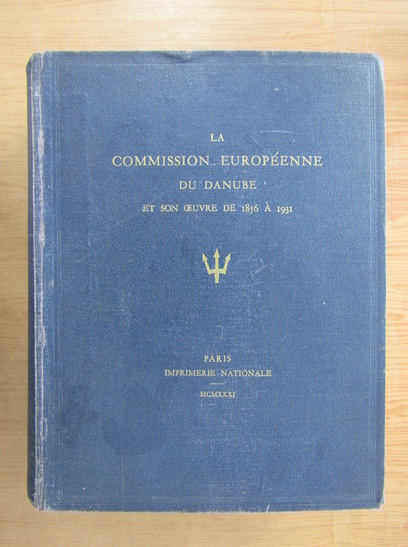 LA
COMMISSION EUROPÉENNE
DU DANUBE
ET SON ŒUVRE DE 1856 À 1931
PARIS
IMPRIMERIE NATIONALE
MCMXXXI